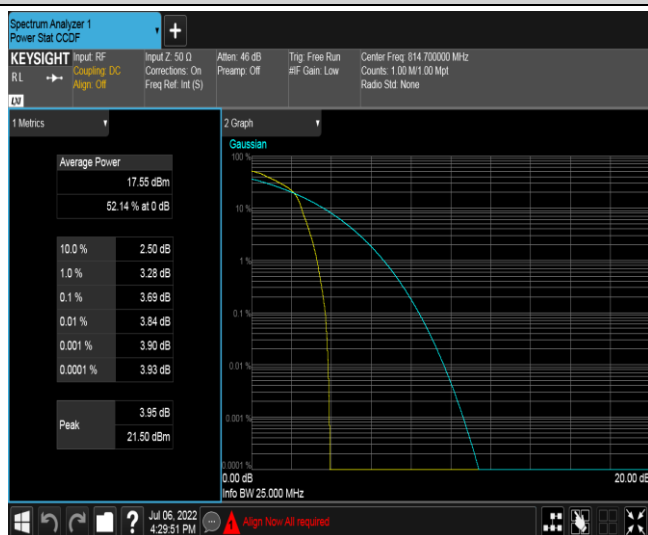 Spectrum Analyzer 1
Power Stat CCDF
+
KEYSIGHT
RL
LXI
Input: RF
Coupling: DC
Align: Off
Input Z: 50 Ω
Corrections: On
Freq Ref: Int (S)
Atten: 46 dB
Preamp: Off
Trig: Free Run
#IF Gain: Low
Center Freq: 814.700000 MHz
Counts: 1.00 M/1.00 Mpt
Radio Std: None
1 Metrics
Average Power
17.55 dBm
52.14 % at 0 dB
10.0 % 2.50 dB
1.0 % 3.28 dB
0.1 % 3.69 dB
0.01 % 3.84 dB
0.001 % 3.90 dB
0.0001 % 3.93 dB
Peak
3.95 dB
21.50 dBm
2 Graph
Gaussian
100 %
10 %
1 %
0.1 %
0.01 %
0.001 %
0.0001 %
0.00 dB 20.00 dB
Info BW 25.000 MHz
?
Jul 06, 2022
4:29:51 PM
Align Now All required